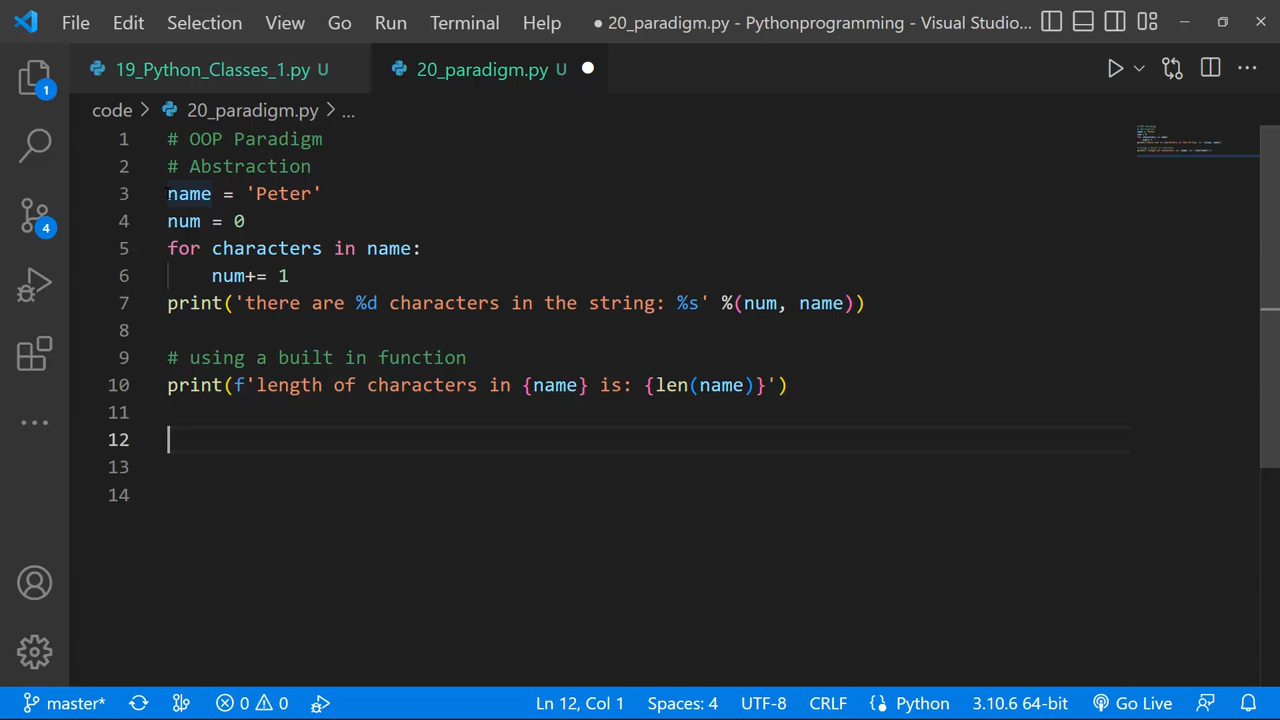 File Edit Selection View Go Run Terminal Help ● 20_paradigm.py - Pythonprogramming - Visual Studio...
19_Python_Classes_1.py U 20_paradigm.py U
1
code > 20_paradigm.py > ...
1 # OOP Paradigm
2 # Abstraction
3 name = 'Peter'
4 num = 0
5 for characters in name:
6     num+= 1
7 print('there are %d characters in the string: %s' %(num, name))
8
9 # using a built in function
10 print(f'length of characters in {name} is: {len(name)}')
11
12
13
14
4
master* 0 0 Ln 12, Col 1 Spaces: 4 UTF-8 CRLF Python 3.10.6 64-bit Go Live